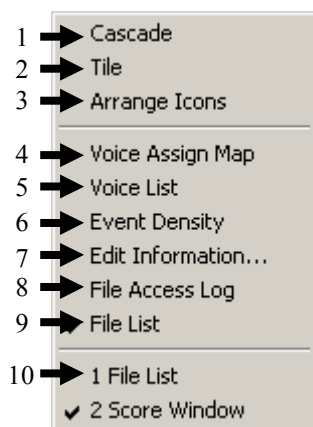 1 Cascade
2 Tile
3 Arrange Icons
4 Voice Assign Map
5 Voice List
6 Event Density
7 Edit Information...
8 File Access Log
9 File List
10 1 File List
2 Score Window